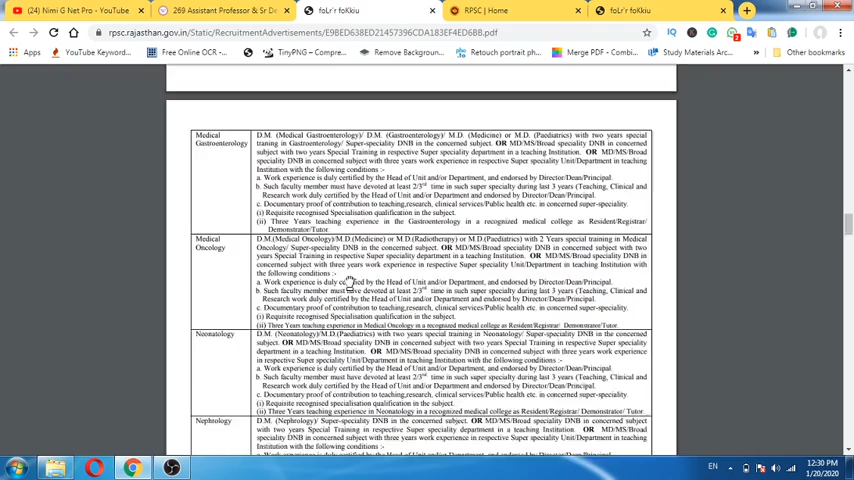 (24) Nimi G Net Pro - YouTube
269 Assistant Professor & Sr De
foLr`r foKkiu
RPSC | Home
foLr`r foKkiu
rpsc.rajasthan.gov.in/Static/RecruitmentAdvertisements/E9BED638ED21457396CDA183EF4ED6BB.pdf
Apps
YouTube Keyword...
Free Online OCR -...
TinyPNG – Compre...
Remove Background...
Retouch portrait ph...
Merge PDF - Combi...
Study Materials Arc...
Other bookmarks
Medical Gastroenterology
D.M. (Medical Gastroenterology)/ D.M. (Gastroenterology)/ M.D. (Medicine) or M.D. (Paediatrics) with two years special
traning in Gastroenterology/ Super-speciality DNB in the concerned subject. OR MD/MS/Broad speciality DNB in concerned
subject with two years Special Training in respective Super speciality department in a teaching Institution. OR MD/MS/Broad
speciality DNB in concerned subject with three years work experience in respective Super speciality Unit/Department in teaching
Institution with the following conditions :-
a. Work experience is duly certified by the Head of Unit and/or Department, and endorsed by Director/Dean/Principal.
b. Such faculty member must have devoted at least 2/3rd time in such super specialty during last 3 years (Teaching, Clinical and
Research work duly certified by the Head of Unit and/or Department, and endorsed by Director/Dean/Principal.
c. Documentary proof of contribution to teaching,research, clinical services/Public health etc. in concerned super-speciality.
(i) Requisite recognised Specialisation qualification in the subject.
(ii) Three Years teaching experience in the Gastroenterology in a recognized medical college as Resident/Registrar/
Demonstrator/Tutor
Medical Oncology
D.M.(Medical Oncology)/M.D.(Medicine) or M.D.(Radiotherapy) or M.D.(Paediatrics) with 2 Years special training in Medical
Oncology/ Super-speciality DNB in the concerned subject. OR MD/MS/Broad speciality DNB in concerned subject with two
years Special Training in respective Super speciality department in a teaching Institution. OR MD/MS/Broad speciality DNB in
concerned subject with three years work experience in respective Super speciality Unit/Department in teaching Institution with
the following conditions :-
a. Work experience is duly certified by the Head of Unit and/or Department, and endorsed by Director/Dean/Principal.
b. Such faculty member must have devoted at least 2/3rd time in such super specialty during last 3 years (Teaching, Clinical and
Research work duly certified by the Head of Unit and/or Department, and endorsed by Director/Dean/Principal.
c. Documentary proof of contribution to teaching,research, clinical services/Public health etc. in concerned super-speciality.
(i) Requisite recognised Specialisation qualification in the subject.
(ii) Three Years teaching experience in Medical Oncology in a recognized medical college as Resident/Registrar/ Demonstrator/Tutor.
Neonatology
D.M. (Neonatology)/M.D.(Paediatrics) with two years special training in Neonatology/ Super-speciality DNB in the concerned
subject. OR MD/MS/Broad speciality DNB in concerned subject with two years Special Training in respective Super speciality
department in a teaching Institution. OR MD/MS/Broad speciality DNB in concerned subject with three years work experience
in respective Super speciality Unit/Department in teaching Institution with the following conditions :-
a. Work experience is duly certified by the Head of Unit and/or Department, and endorsed by Director/Dean/Principal.
b. Such faculty member must have devoted at least 2/3rd time in such super specialty during last 3 years (Teaching, Clinical and
Research work duly certified by the Head of Unit and/or Department, and endorsed by Director/Dean/Principal.
c. Documentary proof of contribution to teaching,research, clinical services/Public health etc. in concerned super-speciality.
(i) Requisite recognised specialisation qualification in the subject.
(ii) Three Years teaching experience in Neonatology in a recognized medical college as Resident/Registrar/ Demonstrator/ Tutor.
Nephrology
D.M. (Nephrology)/ Super-speciality DNB in the concerned subject. OR MD/MS/Broad speciality DNB in concerned subject
with two years Special Training in respective Super speciality department in a teaching Institution. OR MD/MS/Broad
speciality DNB in concerned subject with three years work experience in respective Super speciality Unit/Department in teaching
Institution with the following conditions :-
EN
12:30 PM
1/20/2020